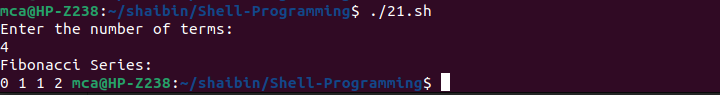 mca@HP-Z238:~/shaibin/Shell-Programming$ ./21.sh
Enter the number of terms:
4
Fibonacci Series:
0 1 1 2 mca@HP-Z238:~/shaibin/Shell-Programming$